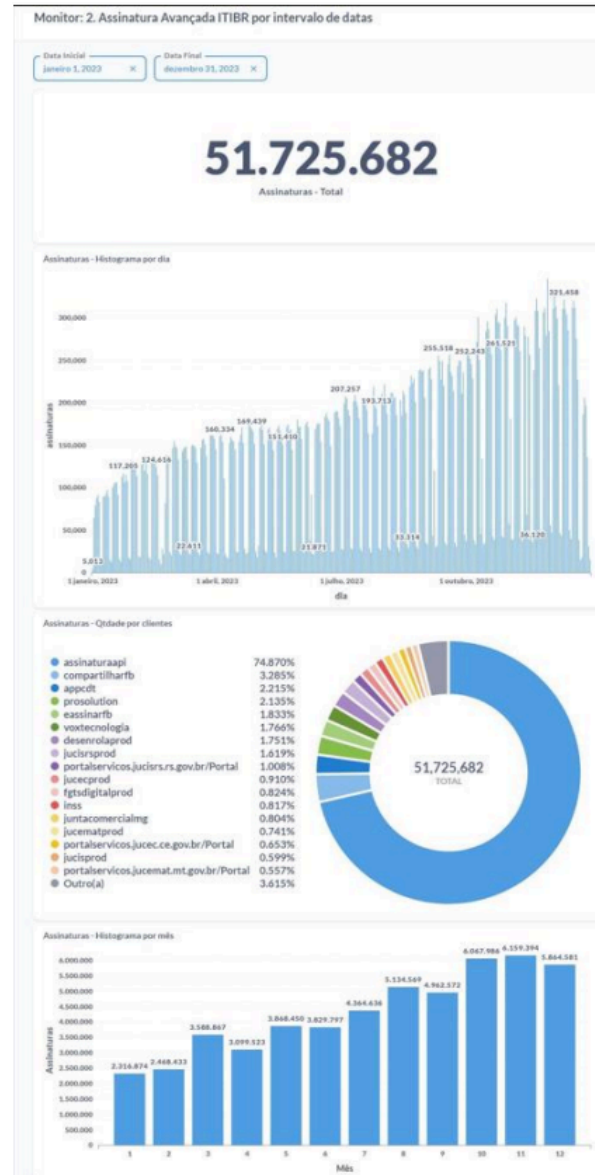 Monitor: 2. Assinatura Avançada ITIBR por intervalo de datas
Data Inicial
janeiro 1, 2023 ×
Data Final
dezembro 31, 2023 ×
51.725.682
Assinaturas - Total
Assinaturas - Histograma por dia
assinaturas
300,000
250,000
200,000
150,000
100,000
50,000
0
5,013
117,205
124,616
22,611
160,334
169,439
151,410
21,871
207,257
193,713
33,314
255,518
252,243
261,521
36,120
321,458
1 janeiro, 2023
1 abril, 2023
1 julho, 2023
1 outubro, 2023
dia
Assinaturas - Qtdade por clientes
assinaturaapi 74.870%
compartilharfb 3.285%
appcdt 2.215%
prosolution 2.135%
eassinarfb 1.833%
voxtecnologia 1.766%
desenrolaprod 1.751%
jucisrsprod 1.619%
portalservicos.jucisrs.rs.gov.br/Portal 1.008%
jucecprod 0.910%
fgtsdigitalprod 0.824%
inss 0.817%
juntacomercialmg 0.804%
jucematprod 0.741%
portalservicos.jucec.ce.gov.br/Portal 0.653%
jucisprod 0.599%
portalservicos.jucemat.mt.gov.br/Portal 0.557%
Outro(a) 3.615%
51,725,682
TOTAL
Assinaturas - Histograma por mês
Assinaturas
6.000.000
5.500.000
5.000.000
4.500.000
4.000.000
3.500.000
3.000.000
2.500.000
2.000.000
1.500.000
1.000.000
500.000
0
2.316.874
2.468.433
3.588.867
3.099.123
3.868.450
3.829.797
4.364.636
5.134.569
4.962.572
6.067.986
6.159.394
5.864.581
1 2 3 4 5 6 7 8 9 10 11 12
Mês